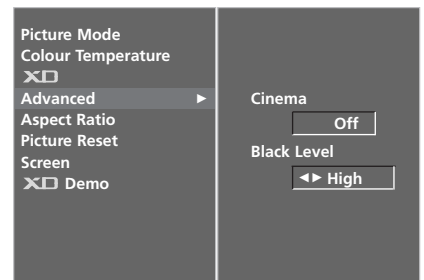 Picture Mode
Colour Temperature
XD
Advanced ►
Aspect Ratio
Picture Reset
Screen
XD Demo
Cinema
Off
Black Level
◄► High